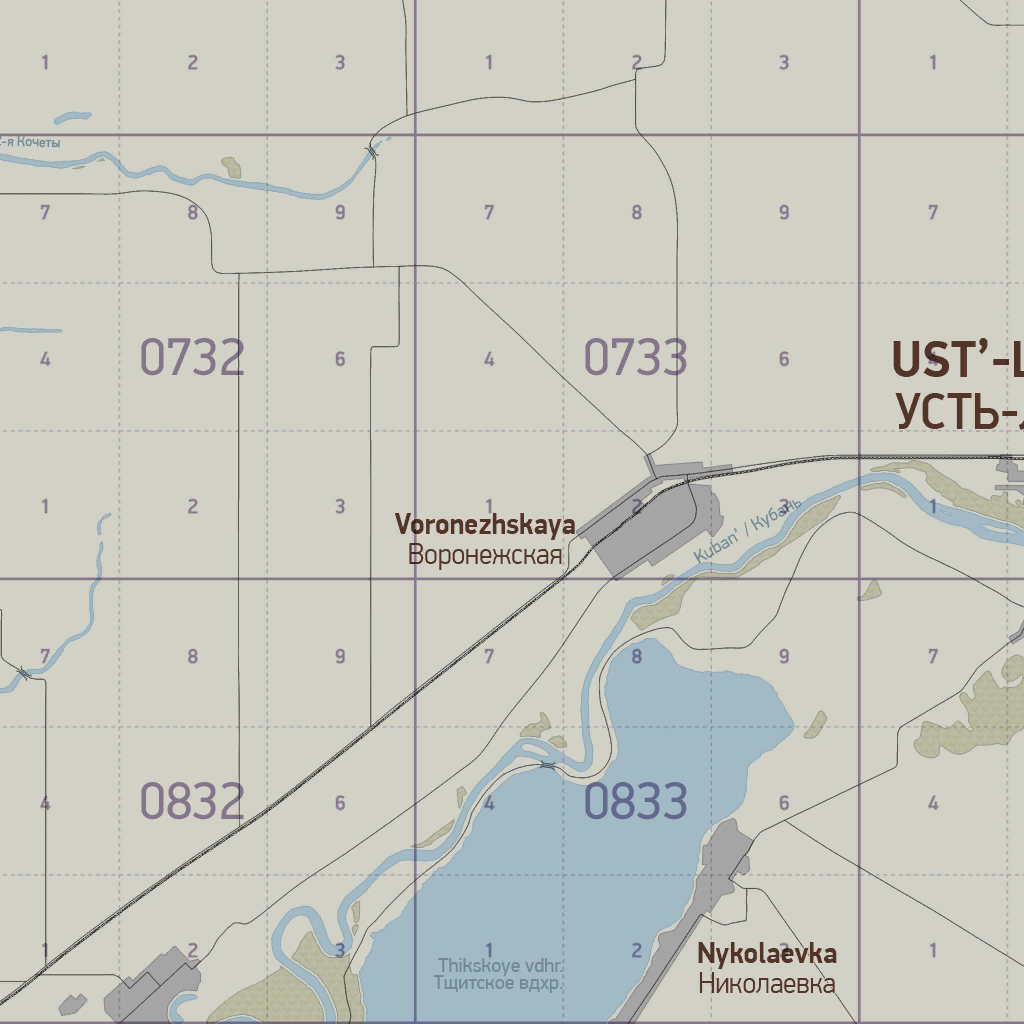 1 2 3 1 2 3 1
2-я Кочеты
7 8 9 7 8 9 7
4 0732 6 4 0733 6 4
UST’-L
УСТЬ-Л
1 2 3 1 2 3 1
Voronezhskaya
Воронежская
Kuban’ / Кубань
7 8 9 7 8 9 7
4 0832 6 4 0833 6 4
1 2 3 1 2 3 1
Nykolaevka
Николаевка
Thikskoye vdhr.
Тщитское вдхр.